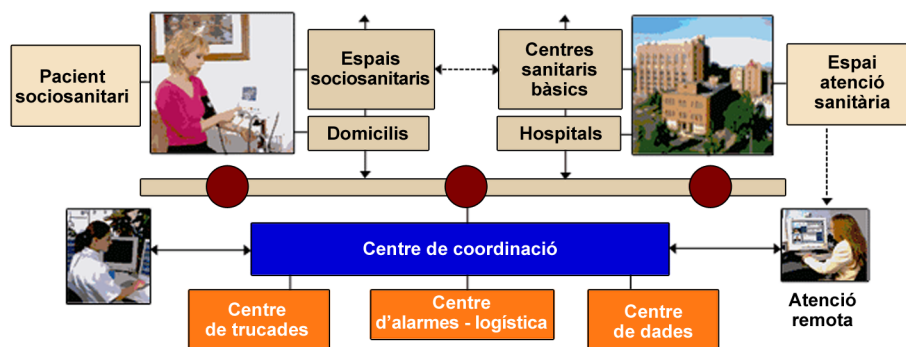 Pacient
sociosanitari
Espais
sociosanitaris
Domicilis
Centres
sanitaris
bàsics
Hospitals
Espai
atenció
sanitària
Centre de coordinació
Centre
de trucades
Centre
d'alarmes - logística
Centre
de dades
Atenció
remota